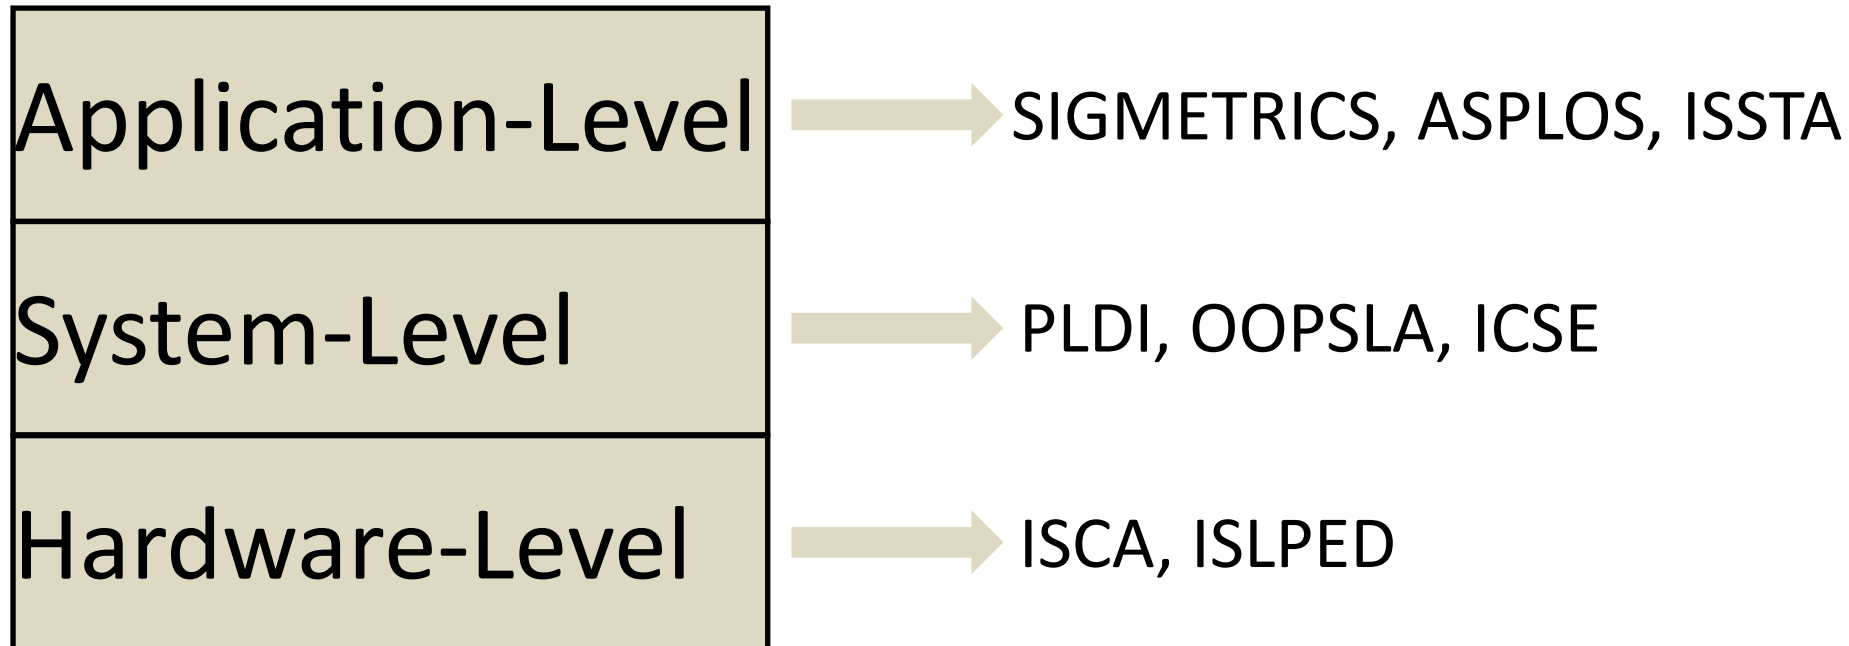 Application-Level
SIGMETRICS, ASPLOS, ISSTA
System-Level
PLDI, OOPSLA, ICSE
Hardware-Level
ISCA, ISLPED